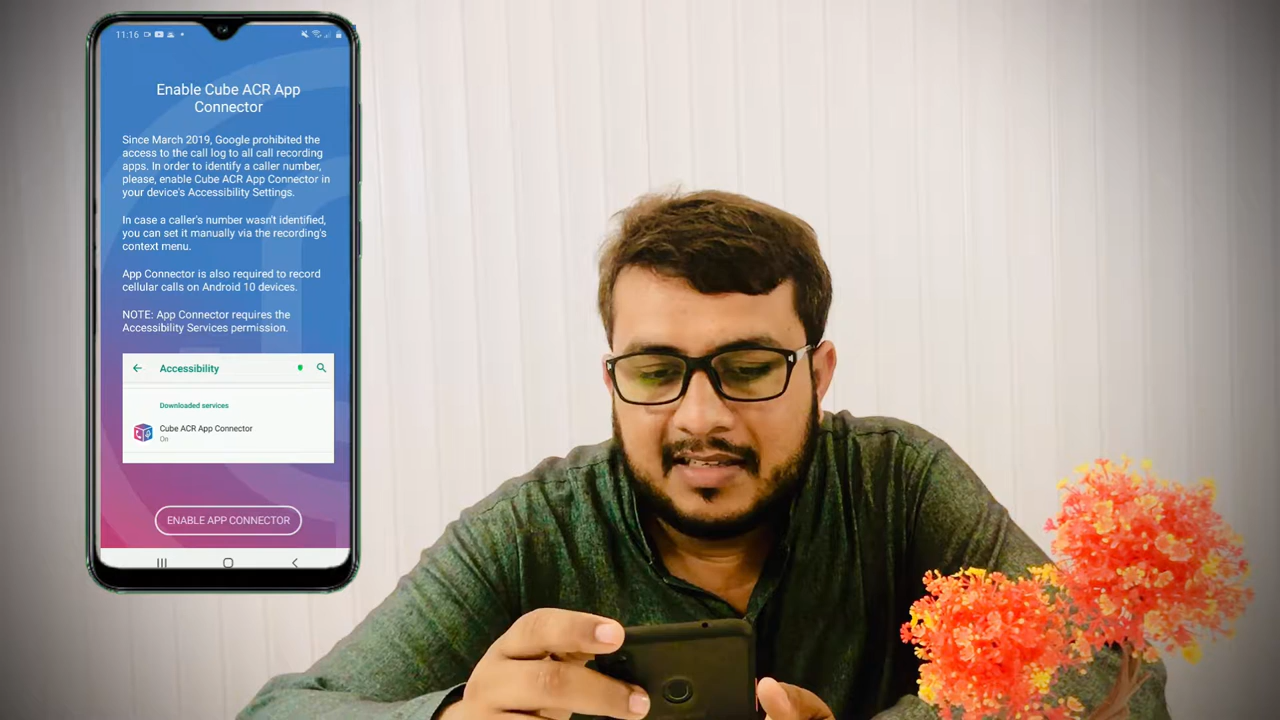 11:16
Enable Cube ACR App
Connector
Since March 2019, Google prohibited the
access to the call log to all call recording
apps. In order to identify a caller number,
please, enable Cube ACR App Connector in
your device's Accessibility Settings.
In case a caller's number wasn't identified,
you can set it manually via the recording's
context menu.
App Connector is also required to record
cellular calls on Android 10 devices.
NOTE: App Connector requires the
Accessibility Services permission.
Accessibility
Downloaded services
Cube ACR App Connector
On
ENABLE APP CONNECTOR